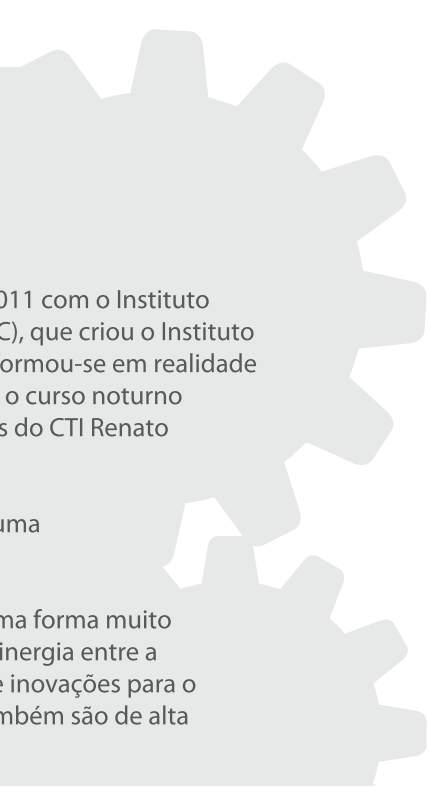 011 com o Instituto
C), que criou o Instituto
formou-se em realidade
o curso noturno
s do CTI Renato
uma
ma forma muito
inergia entre a
e inovações para o
mbém são de alta